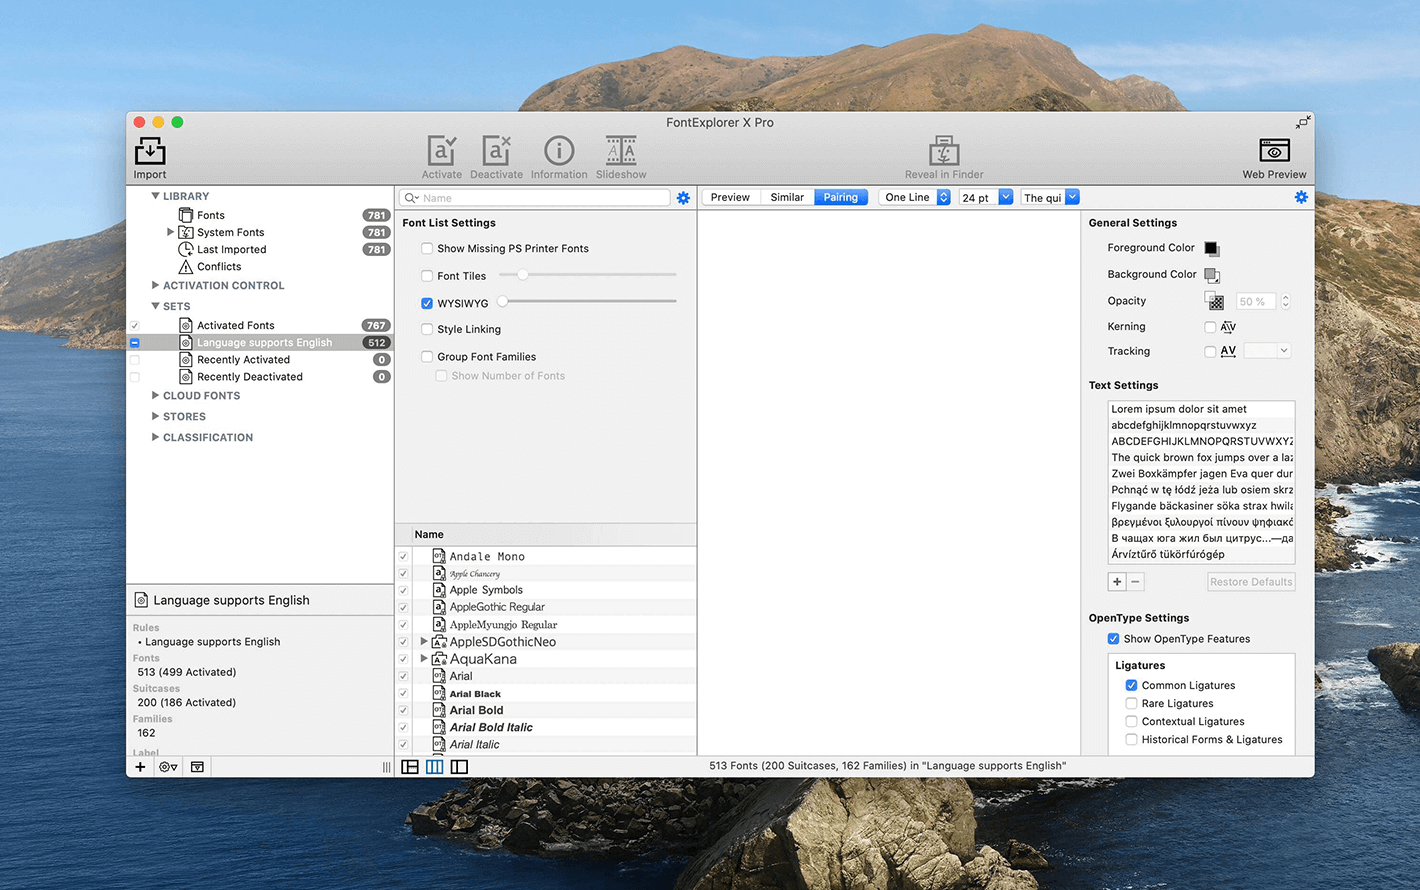 FontExplorer X Pro
Import
Activate
Deactivate
Information
Slideshow
Reveal in Finder
Web Preview
LIBRARY
Fonts 781
System Fonts 781
Last Imported 781
Conflicts
ACTIVATION CONTROL
SETS
Activated Fonts 767
Language supports English 512
Recently Activated 0
Recently Deactivated 0
CLOUD FONTS
STORES
CLASSIFICATION
Language supports English
Rules
• Language supports English
Fonts
513 (499 Activated)
Suitcases
200 (186 Activated)
Families
162
Label
Name
Font List Settings
Show Missing PS Printer Fonts
Font Tiles
WYSIWYG
Style Linking
Group Font Families
Show Number of Fonts
Name
Andale Mono
Apple Chancery
Apple Symbols
AppleGothic Regular
AppleMyungjo Regular
AppleSDGothicNeo
AquaKana
Arial
Arial Black
Arial Bold
Arial Bold Italic
Arial Italic
Preview Similar Pairing One Line 24 pt The qui
General Settings
Foreground Color
Background Color
Opacity 50 %
Kerning AV
Tracking AV
Text Settings
Lorem ipsum dolor sit amet
abcdefghijklmnopqrstuvwxyz
ABCDEFGHIJKLMNOPQRSTUVWXYZ
The quick brown fox jumps over a laz
Zwei Boxkämpfer jagen Eva quer dur
Pchnąć w tę łódź jeża lub osiem skrz
Flygande bäckasiner söka strax hwila
βρεγμένοι ξυλουργοί πίνουν ψηφιακό
В чащах юга жил был цитрус...—да
Árvíztűrő tükörfúrógép
+ −
Restore Defaults
OpenType Settings
Show OpenType Features
Ligatures
Common Ligatures
Rare Ligatures
Contextual Ligatures
Historical Forms & Ligatures
513 Fonts (200 Suitcases, 162 Families) in "Language supports English"